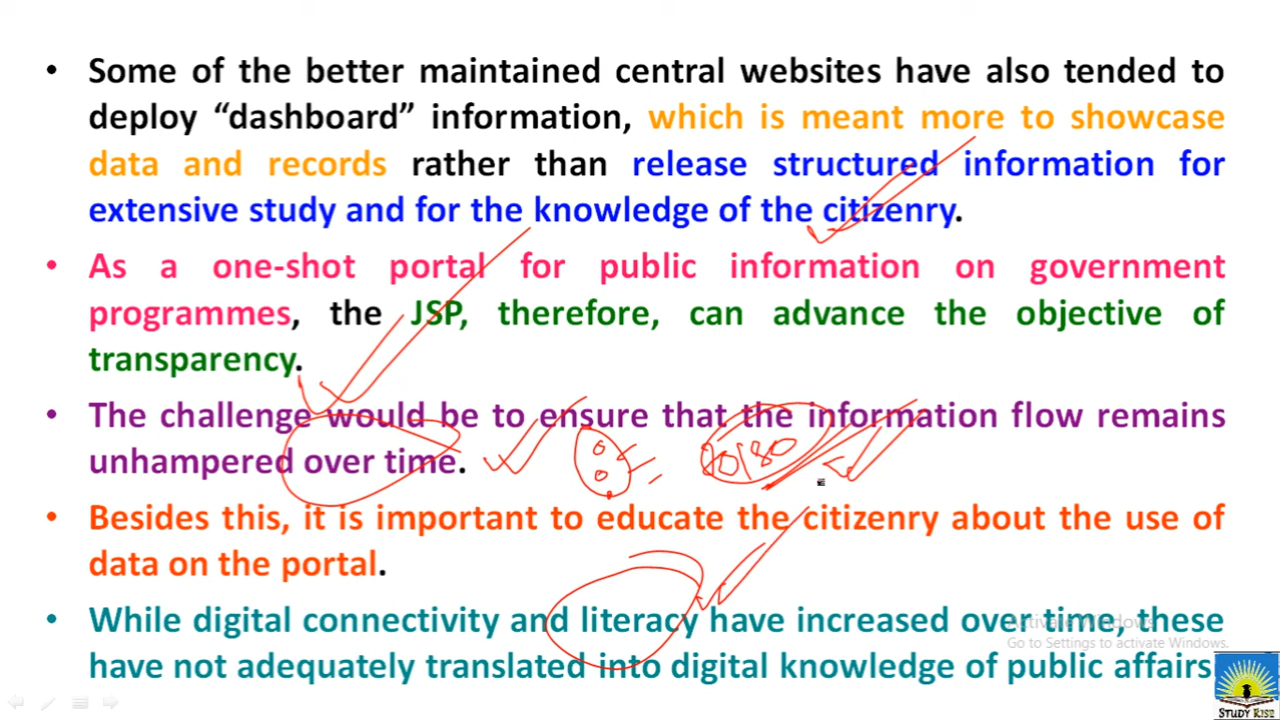 • Some of the better maintained central websites have also tended to
deploy “dashboard” information, which is meant more to showcase
data and records rather than release structured information for
extensive study and for the knowledge of the citizenry.
• As a one-shot portal for public information on government
programmes, the JSP, therefore, can advance the objective of
transparency.
• The challenge would be to ensure that the information flow remains
unhampered over time.
• Besides this, it is important to educate the citizenry about the use of
data on the portal.
• While digital connectivity and literacy have increased over time, these
have not adequately translated into digital knowledge of public affairs.
Activate Windows
Go to Settings to activate Windows.
STUDY RISE